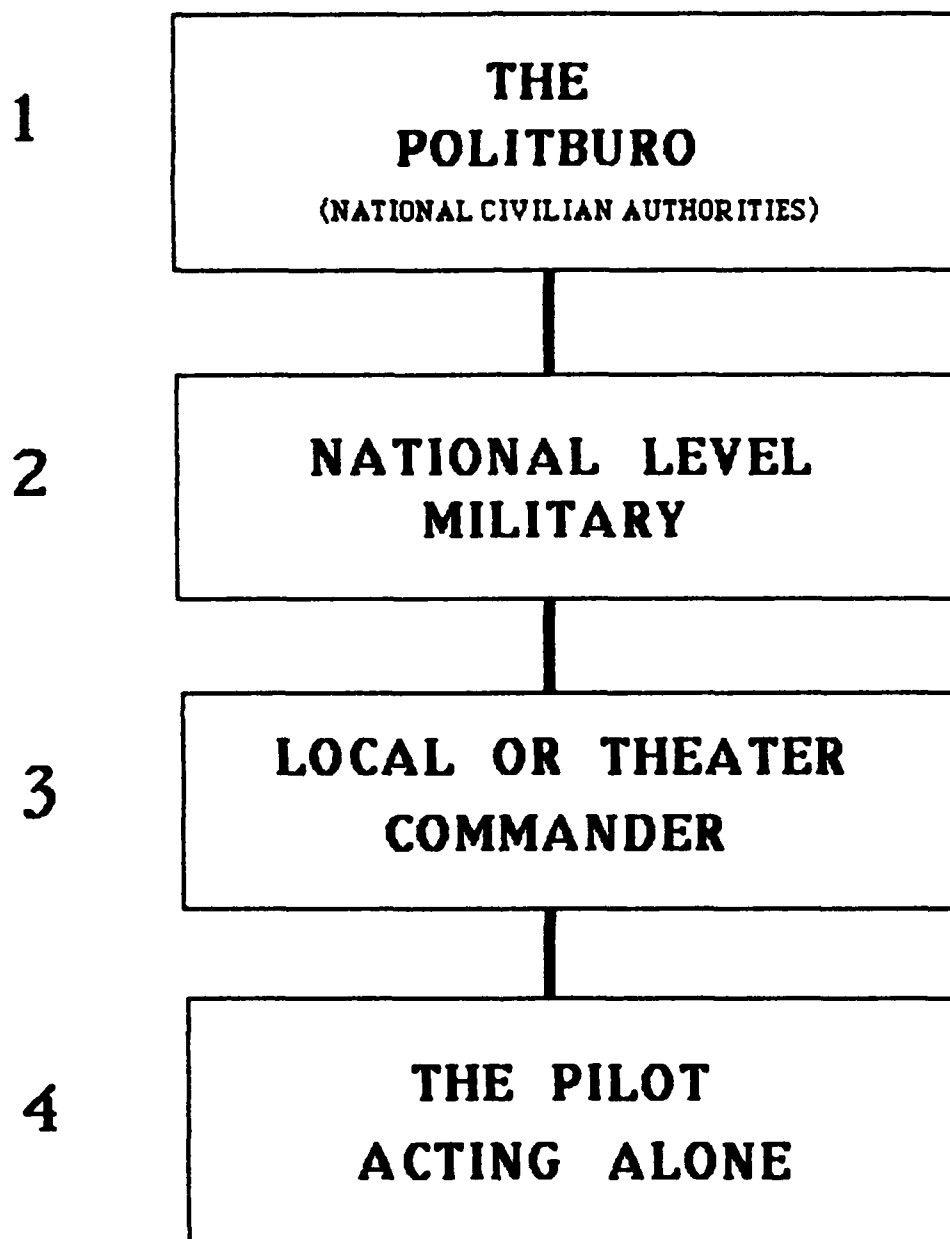 1
THE
POLITBURO
(NATIONAL CIVILIAN AUTHORITIES)
2
NATIONAL LEVEL
MILITARY
3
LOCAL OR THEATER
COMMANDER
4
THE PILOT
ACTING ALONE